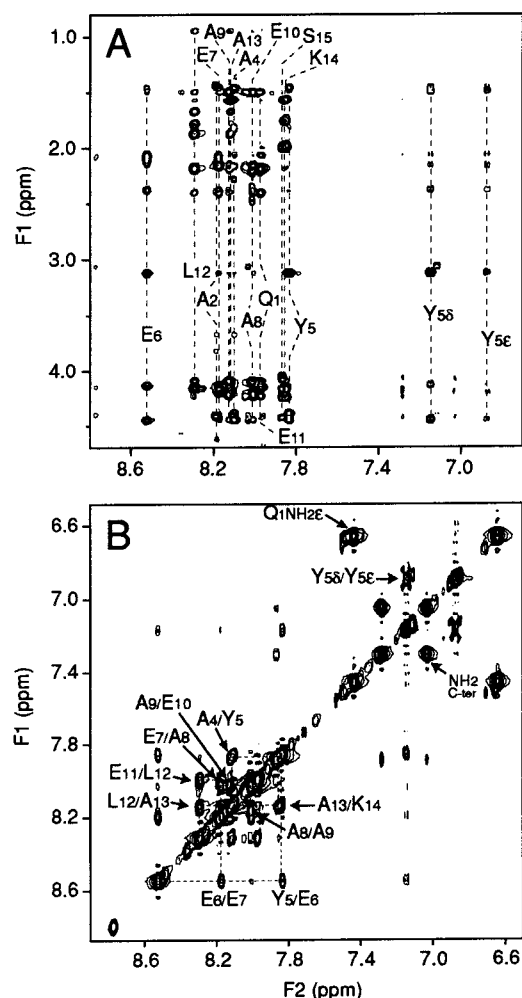 A
A9
E10
S15
A13
E7
A4
K14
1.0
2.0
3.0
4.0
F1 (ppm)
L12
A2
E6
A8
Q1
Y5
Y5δ
Y5ε
E11
8.6
8.2
7.8
7.4
7.0
B
Q1NH2ε
Y5δ/Y5ε
6.6
7.0
7.4
7.8
8.2
8.6
F1 (ppm)
NH2
C-ter
A9/E10
E7/A8
A4/Y5
E11/L12
L12/A13
A13/K14
A8/A9
E6/E7
Y5/E6
8.6
8.2
7.8
7.4
7.0
6.6
F2 (ppm)